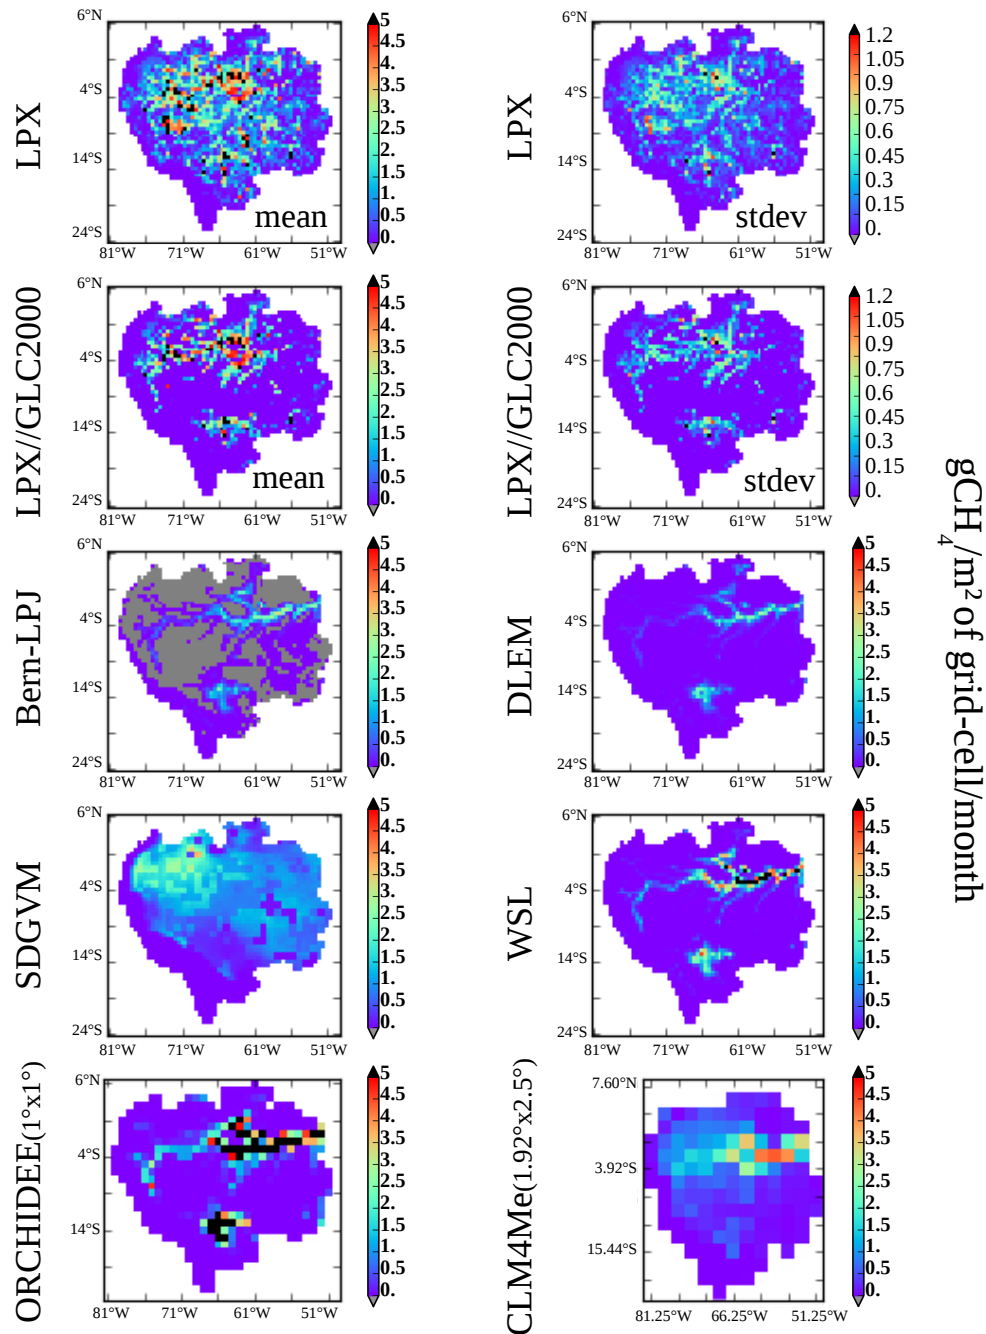 LPX
6°N
4°S
14°S
24°S
81°W 71°W 61°W 51°W
mean
5
4.5
4.
3.5
3.
2.5
2.
1.5
1.
0.5
0.
LPX
6°N
4°S
14°S
24°S
81°W 71°W 61°W 51°W
stdev
1.2
1.05
0.9
0.75
0.6
0.45
0.3
0.15
0.
LPX//GLC2000
6°N
4°S
14°S
24°S
81°W 71°W 61°W 51°W
mean
5
4.5
4.
3.5
3.
2.5
2.
1.5
1.
0.5
0.
LPX//GLC2000
6°N
4°S
14°S
24°S
81°W 71°W 61°W 51°W
stdev
1.2
1.05
0.9
0.75
0.6
0.45
0.3
0.15
0.
Bern-LPJ
6°N
4°S
14°S
24°S
81°W 71°W 61°W 51°W
5
4.5
4.
3.5
3.
2.5
2.
1.5
1.
0.5
0.
DLEM
6°N
4°S
14°S
24°S
81°W 71°W 61°W 51°W
5
4.5
4.
3.5
3.
2.5
2.
1.5
1.
0.5
0.
SDGVM
6°N
4°S
14°S
24°S
81°W 71°W 61°W 51°W
5
4.5
4.
3.5
3.
2.5
2.
1.5
1.
0.5
0.
WSL
6°N
4°S
14°S
24°S
81°W 71°W 61°W 51°W
5
4.5
4.
3.5
3.
2.5
2.
1.5
1.
0.5
0.
ORCHIDEE(1°x1°)
6°N
4°S
14°S
81°W 71°W 61°W 51°W
5
4.5
4.
3.5
3.
2.5
2.
1.5
1.
0.5
0.
CLM4Me(1.92°x2.5°)
7.60°N
3.92°S
15.44°S
81.25°W 66.25°W 51.25°W
5
4.5
4.
3.5
3.
2.5
2.
1.5
1.
0.5
0.
gCH₄/m² of grid-cell/month